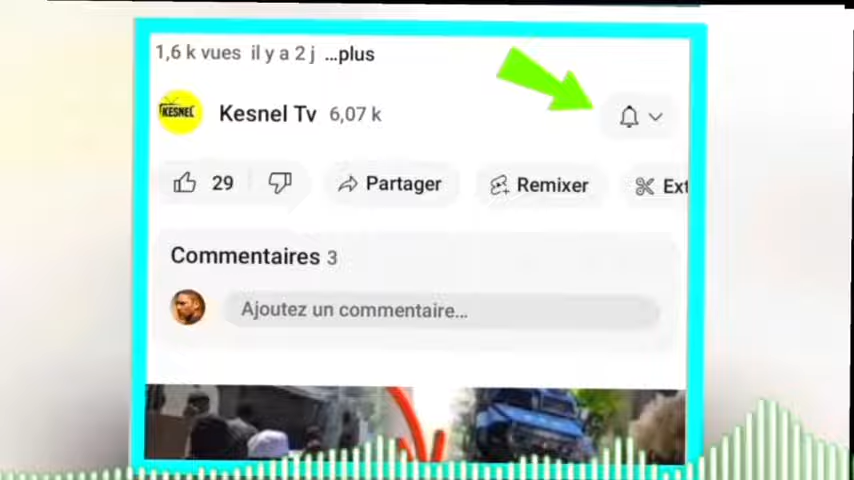 1,6 k vues il y a 2 j ...plus
KESNEL
Kesnel Tv 6,07 k
29 Partager Remixer Ext
Commentaires 3
Ajoutez un commentaire...